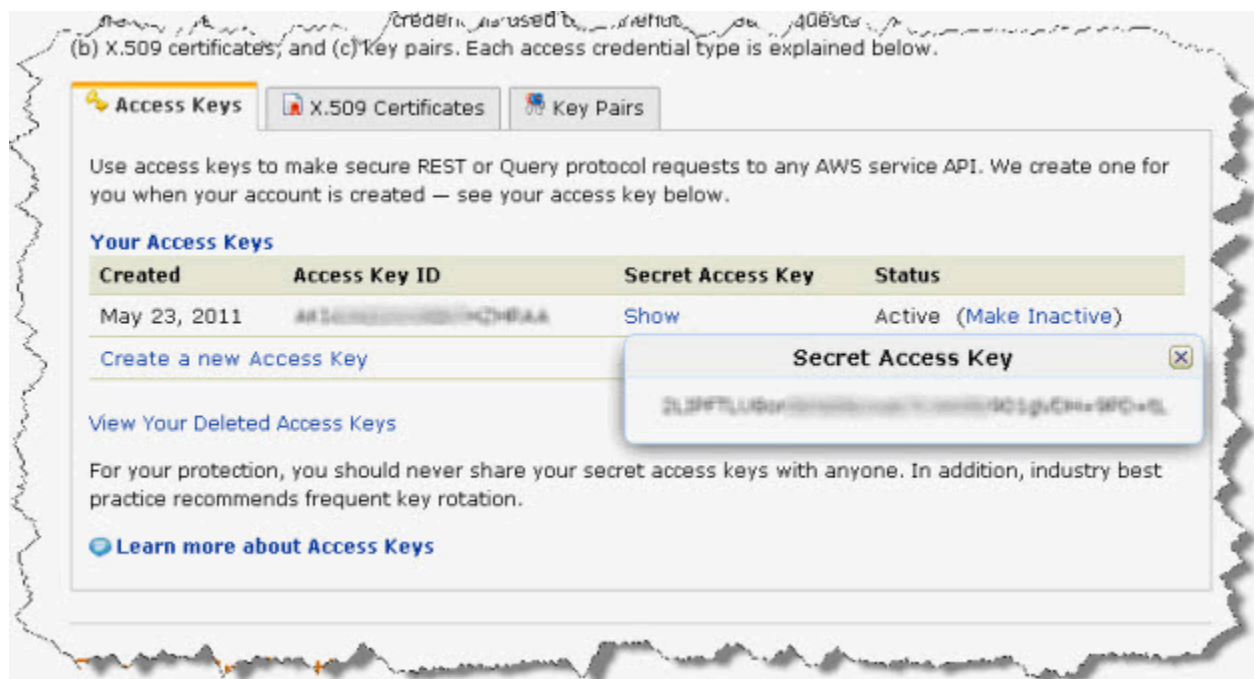 (b) X.509 certificates, and (c) key pairs. Each access credential type is explained below.
Access Keys X.509 Certificates Key Pairs
Use access keys to make secure REST or Query protocol requests to any AWS service API. We create one for
you when your account is created — see your access key below.
Your Access Keys
Created Access Key ID Secret Access Key Status
May 23, 2011 Show Active (Make Inactive)
Create a new Access Key
Secret Access Key
View Your Deleted Access Keys
For your protection, you should never share your secret access keys with anyone. In addition, industry best
practice recommends frequent key rotation.
Learn more about Access Keys